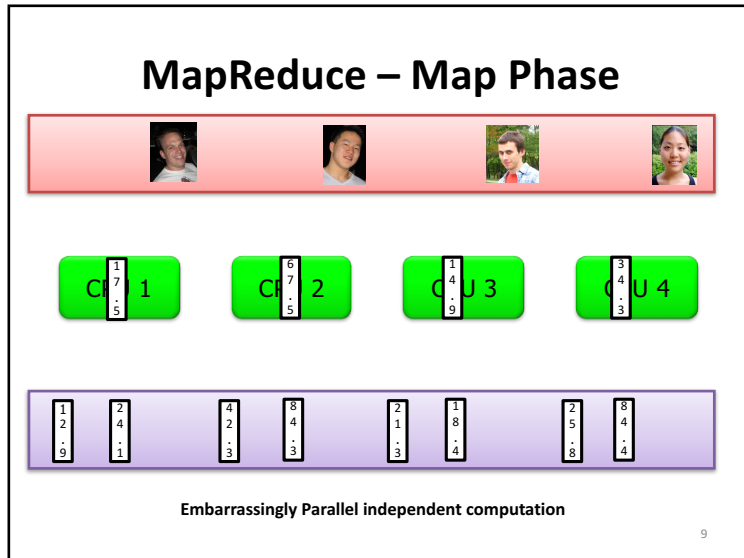 MapReduce – Map Phase
CPU 1
17.5
CPU 2
67.5
CPU 3
14.9
CPU 4
34.3
12.9
24.1
42.3
84.3
21.3
18.4
25.8
84.4
Embarrassingly Parallel independent computation
9